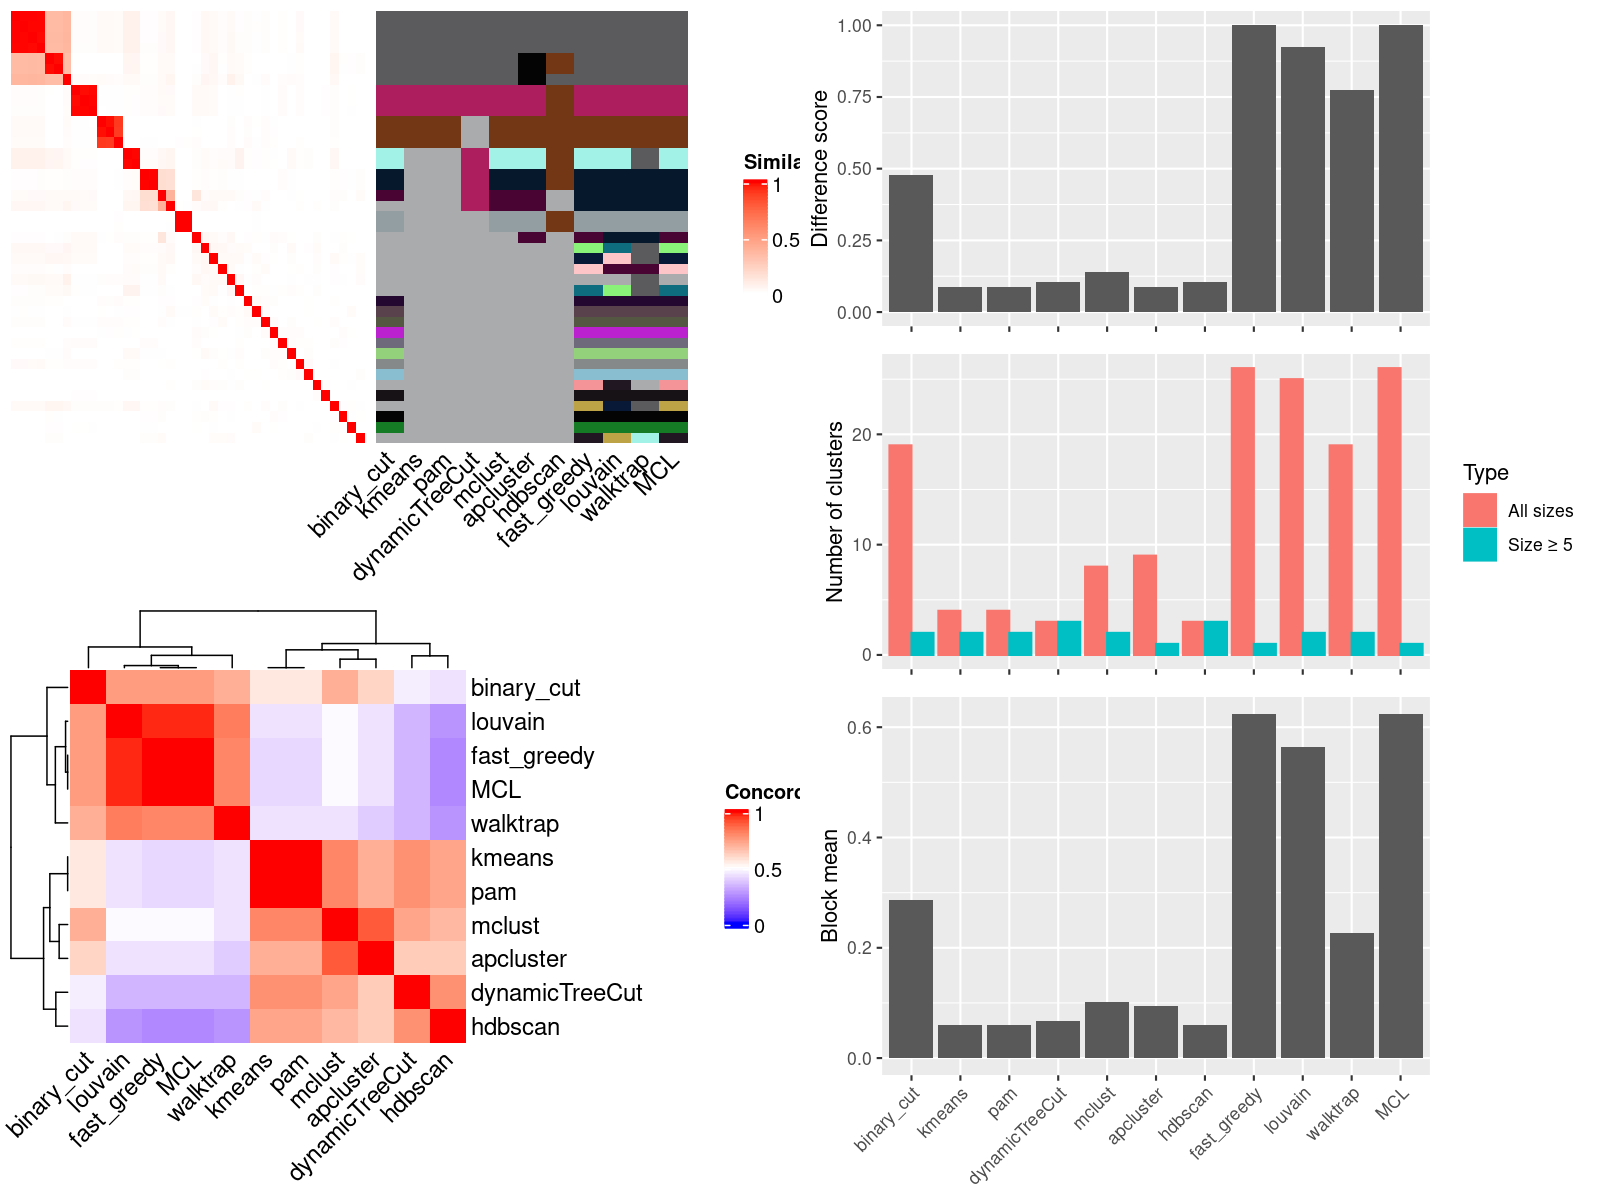 Simila
1
0.5
0
binary_cut
kmeans
pam
dynamicTreeCut
mclust
apcluster
hdbscan
fast_greedy
louvain
walktrap
MCL
binary_cut
louvain
fast_greedy
MCL
walktrap
kmeans
pam
mclust
apcluster
dynamicTreeCut
hdbscan
binary_cut
louvain
fast_greedy
MCL
walktrap
kmeans
pam
mclust
apcluster
dynamicTreeCut
hdbscan
Concord
1
0.5
0
Difference score
1.00
0.75
0.50
0.25
0.00
Number of clusters
20
10
0
Type
All sizes
Size ≥ 5
Block mean
0.6
0.4
0.2
0.0
binary_cut
kmeans
pam
dynamicTreeCut
mclust
apcluster
hdbscan
fast_greedy
louvain
walktrap
MCL